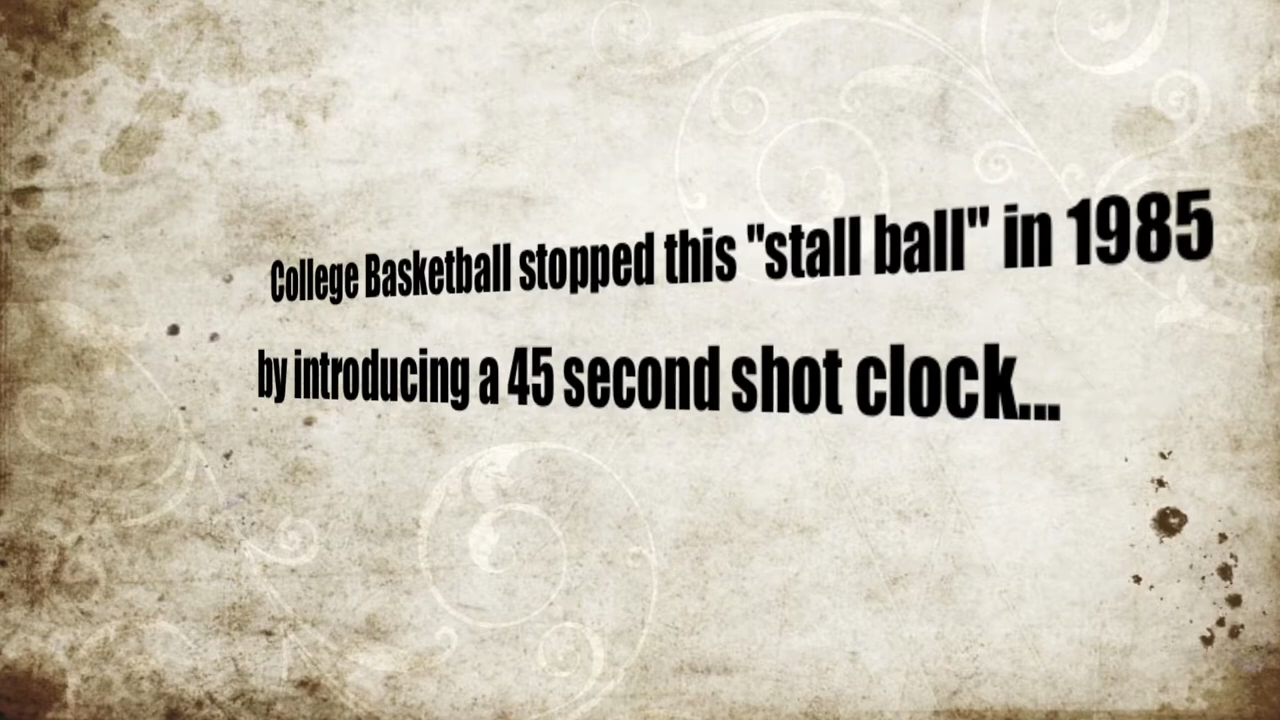 College Basketball stopped this "stall ball" in 1985
by introducing a 45 second shot clock...